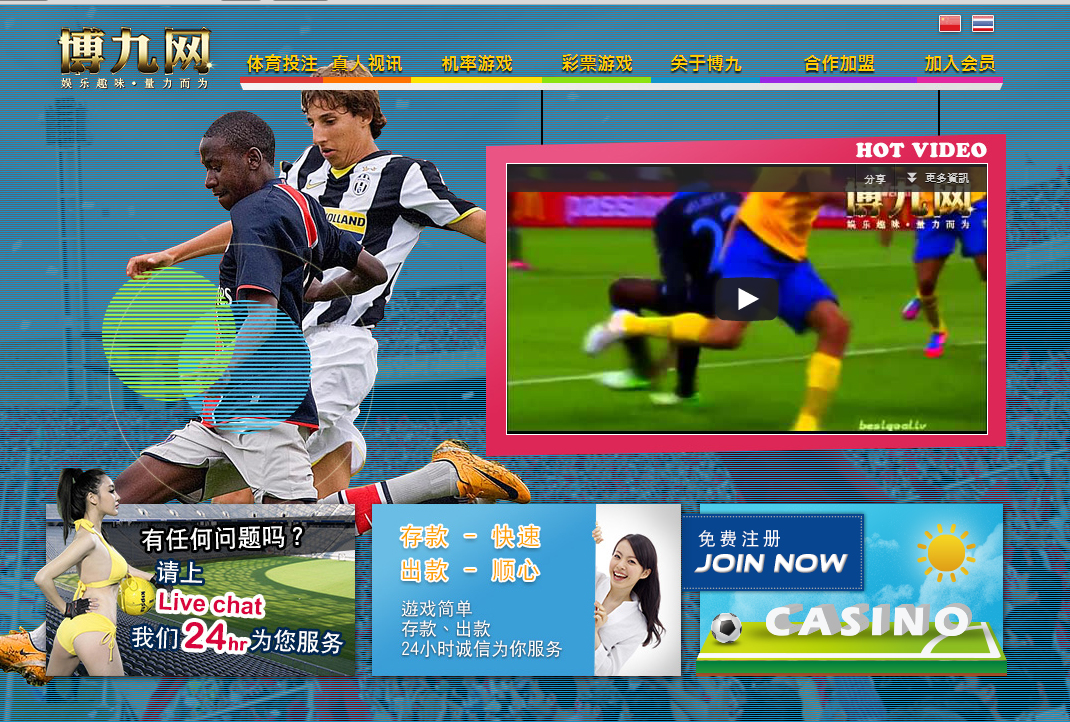 博九网
娱乐趣味·量力而为
体育投注 真人视讯 机率游戏 彩票游戏 关于博九 合作加盟 加入会员
HOT VIDEO
分享 更多資訊
博九网
娱乐趣味·量力而为
HOLLAND
有任何问题吗？
请上
Live chat
我们24hr为您服务
存款 - 快速
出款 - 顺心
游戏简单
存款、出款
24小时诚信为你服务
免费注册
JOIN NOW
CASINO